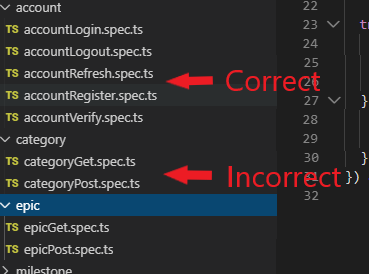 account
TS accountLogin.spec.ts
TS accountLogout.spec.ts
TS accountRefresh.spec.ts
TS accountRegister.spec.ts
TS accountVerify.spec.ts
category
TS categoryGet.spec.ts
TS categoryPost.spec.ts
epic
TS epicGet.spec.ts
TS epicPost.spec.ts
milestone
Correct
Incorrect
22
23 tr
26
27 }
28
30 }
31 })
32